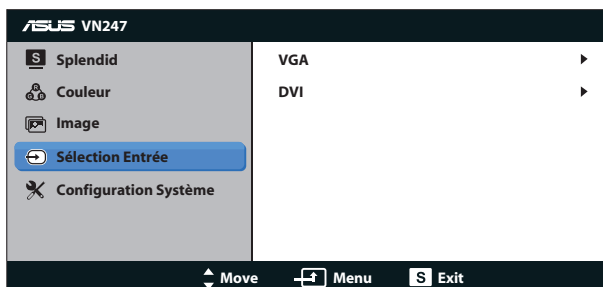 ASUS VN247
S Splendid
Couleur
Image
Sélection Entrée
Configuration Système
VGA
DVI
Move Menu S Exit